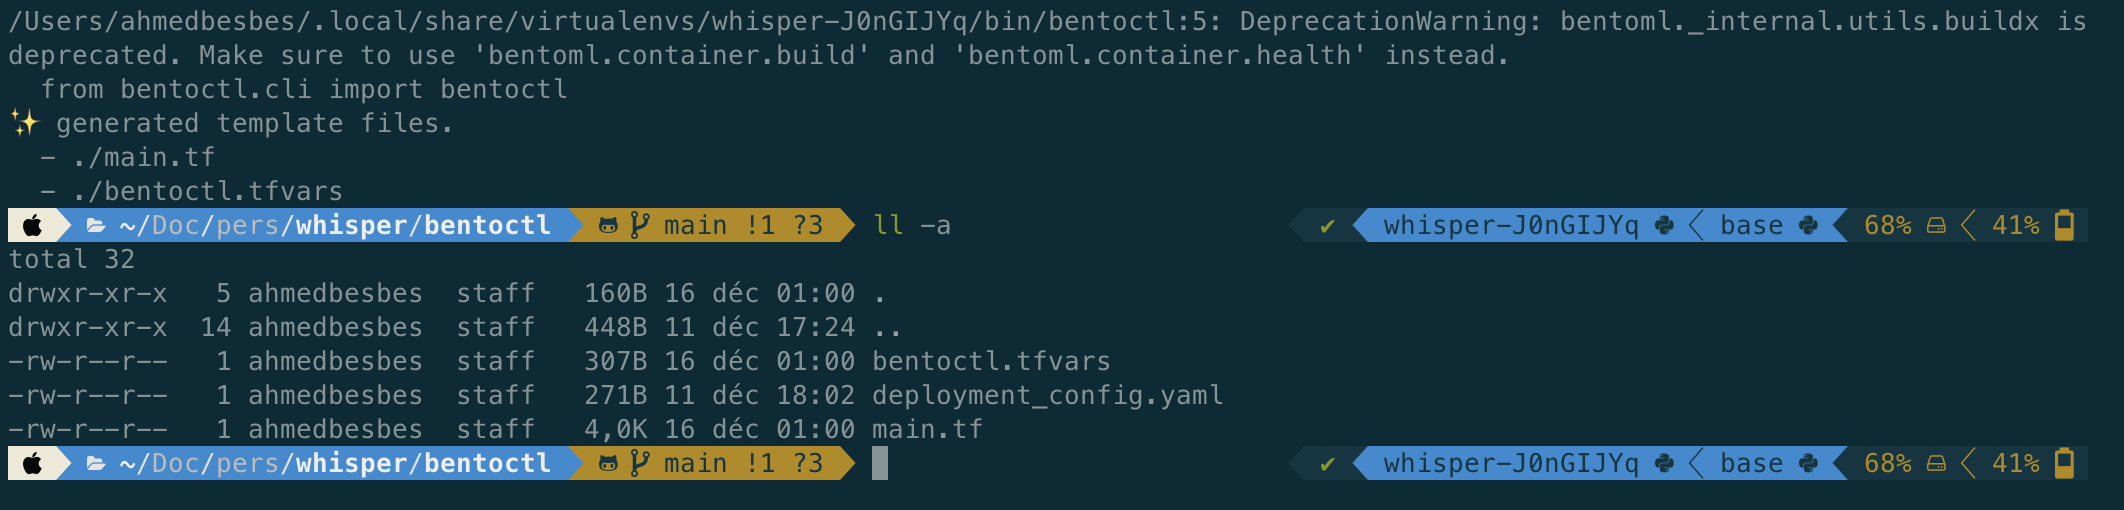 /Users/ahmedbesbes/.local/share/virtualenvs/whisper-J0nGIJYq/bin/bentoctl:5: DeprecationWarning: bentoml._internal.utils.buildx is
deprecated. Make sure to use 'bentoml.container.build' and 'bentoml.container.health' instead.
  from bentoctl.cli import bentoctl
✨ generated template files.
  - ./main.tf
  - ./bentoctl.tfvars
~/Doc/pers/whisper/bentoctl main !1 ?3 ll -a ✔ whisper-J0nGIJYq base 68% 41%
total 32
drwxr-xr-x   5 ahmedbesbes  staff   160B 16 déc 01:00 .
drwxr-xr-x  14 ahmedbesbes  staff   448B 11 déc 17:24 ..
-rw-r--r--   1 ahmedbesbes  staff   307B 16 déc 01:00 bentoctl.tfvars
-rw-r--r--   1 ahmedbesbes  staff   271B 11 déc 18:02 deployment_config.yaml
-rw-r--r--   1 ahmedbesbes  staff   4,0K 16 déc 01:00 main.tf
~/Doc/pers/whisper/bentoctl main !1 ?3 ✔ whisper-J0nGIJYq base 68% 41%